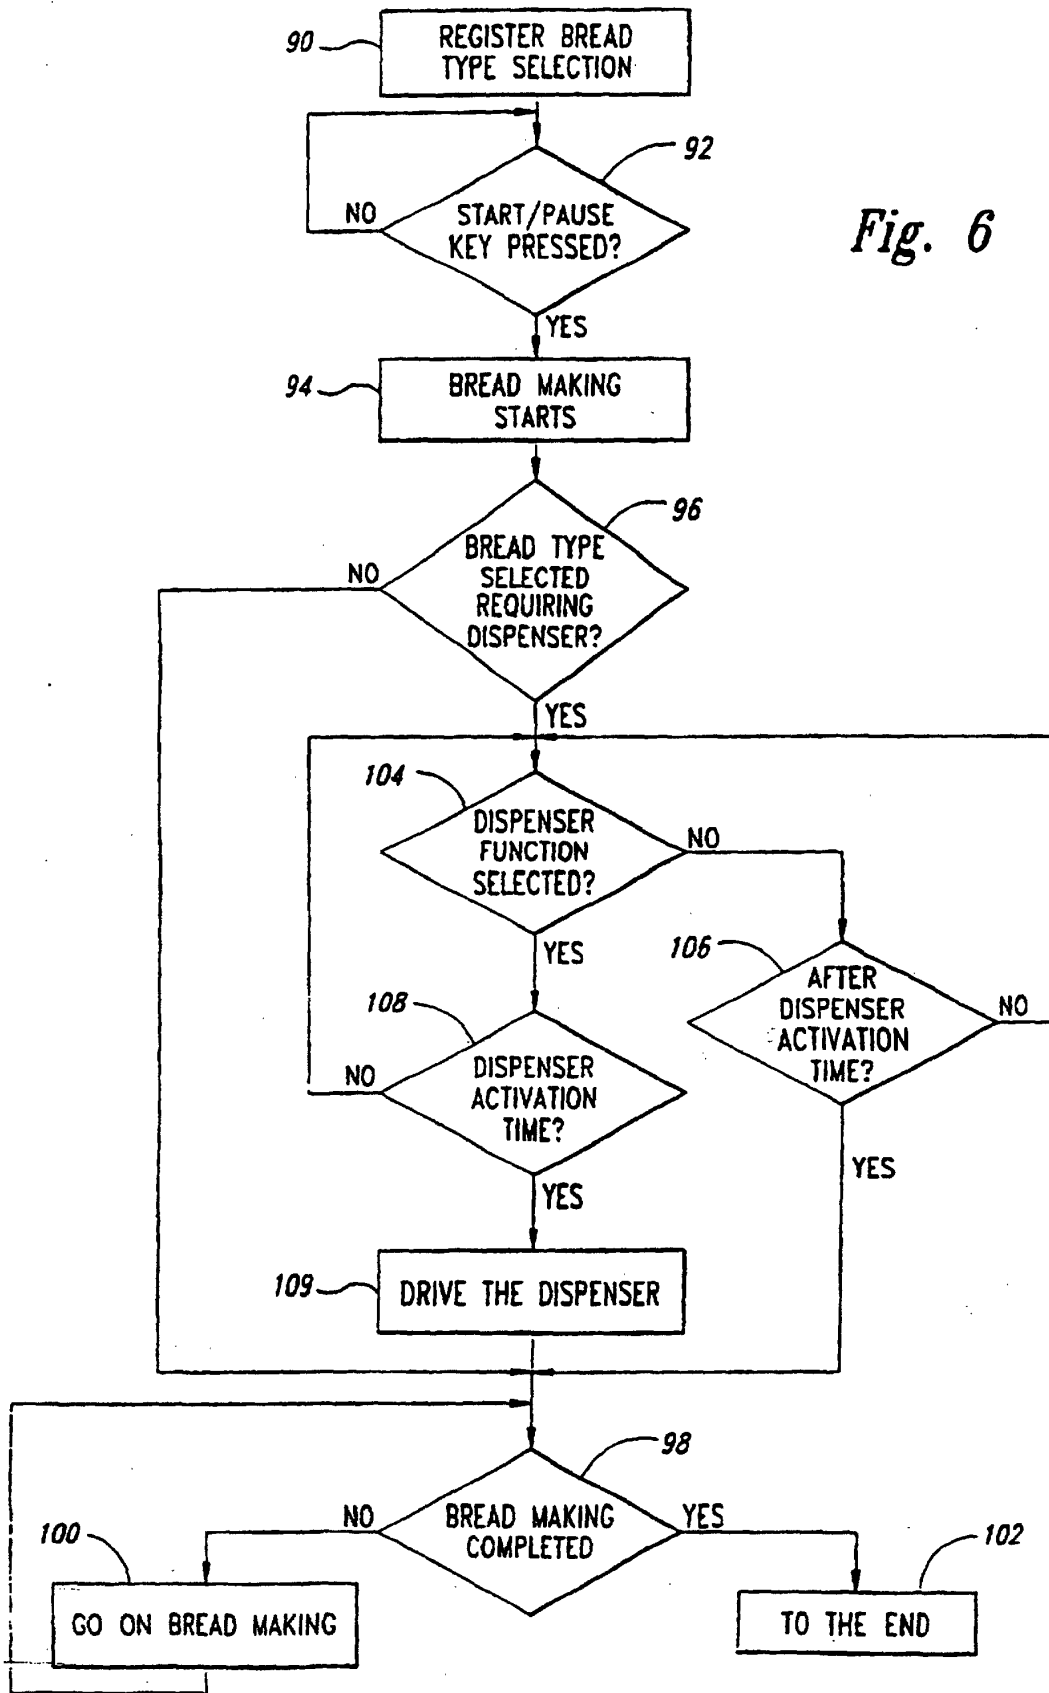 90
REGISTER BREAD
TYPE SELECTION
92
NO
START/PAUSE
KEY PRESSED?
Fig. 6
YES
94
BREAD MAKING
STARTS
96
NO
BREAD TYPE
SELECTED
REQUIRING
DISPENSER?
YES
104
DISPENSER
FUNCTION
SELECTED?
NO
YES
106
AFTER
DISPENSER
ACTIVATION
TIME?
NO
108
NO
DISPENSER
ACTIVATION
TIME?
YES
YES
109
DRIVE THE DISPENSER
98
NO
BREAD MAKING
COMPLETED
YES
100
GO ON BREAD MAKING
102
TO THE END